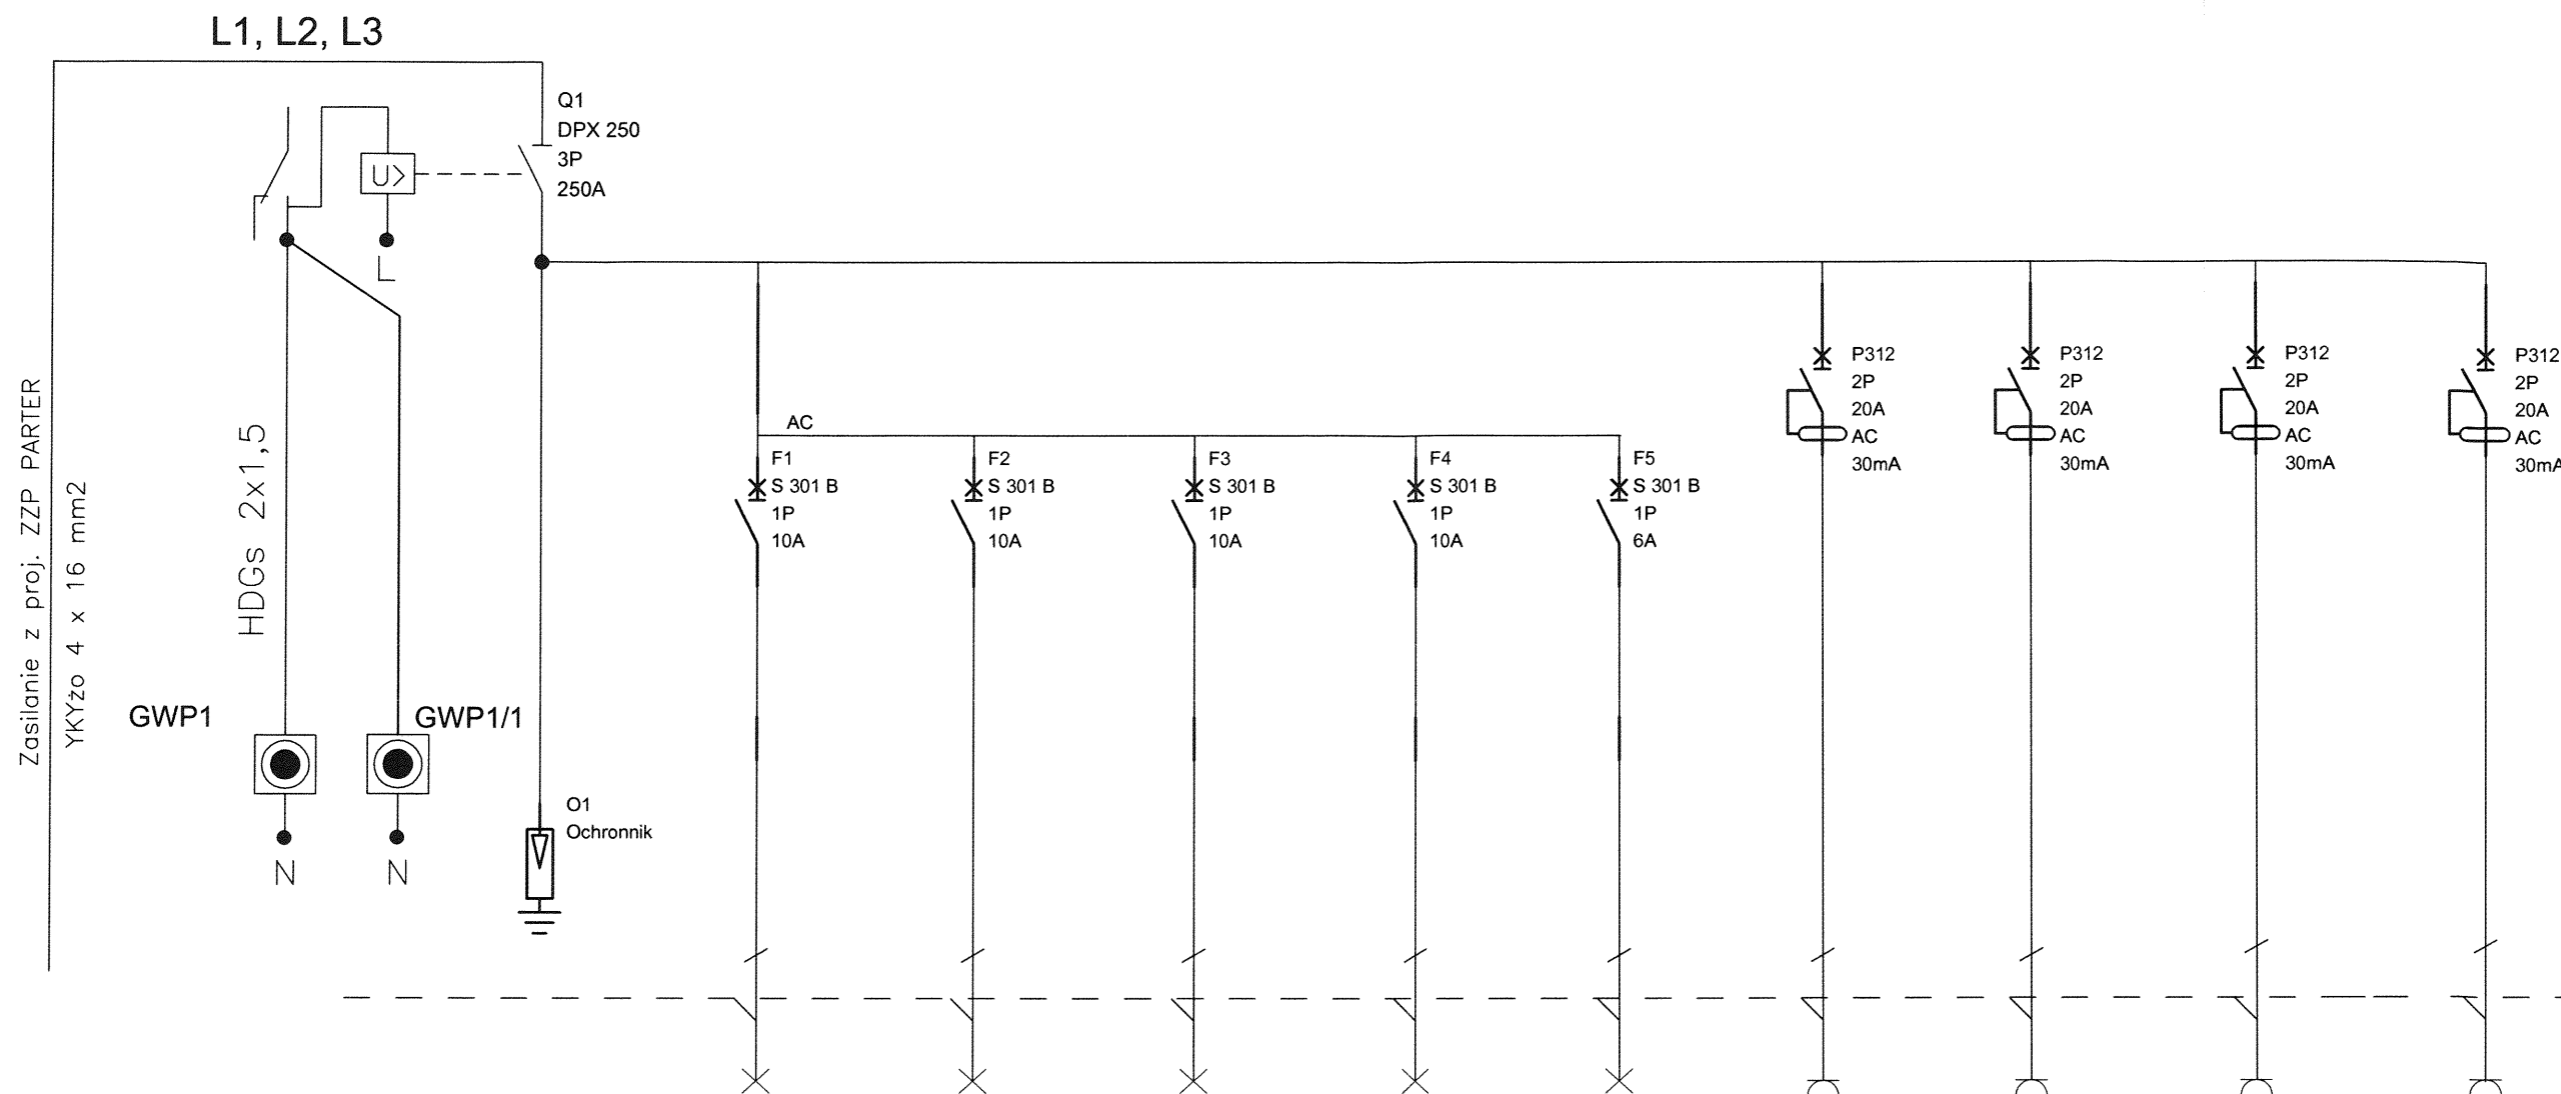 L1, L2, L3
Q1
DPX 250
3P
250A
U>
L
Zasilanie z proj. ZZP PARTER
YKYżo 4 x 16 mm2
HDGs 2x1,5
GWP1
GWP1/1
N
N
O1
Ochronnik
AC
F1
S 301 B
1P
10A
F2
S 301 B
1P
10A
F3
S 301 B
1P
10A
F4
S 301 B
1P
10A
F5
S 301 B
1P
6A
P312
2P
20A
AC
30mA
P312
2P
20A
AC
30mA
P312
2P
20A
AC
30mA
P312
2P
20A
AC
30mA